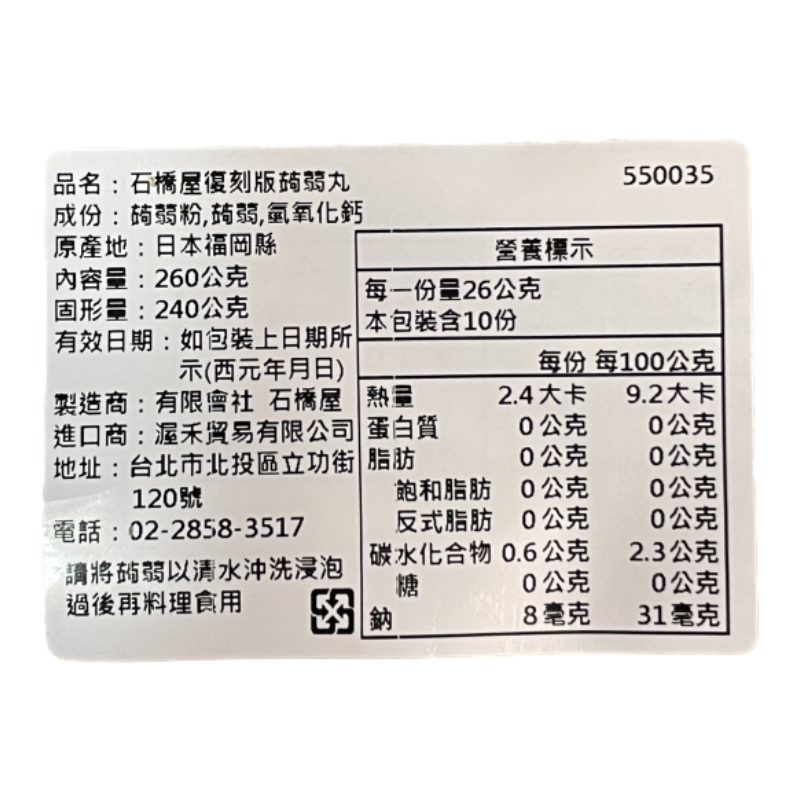 品名：石橋屋復刻版蒟蒻丸
550035
成份：蒟蒻粉,蒟蒻,氫氧化鈣
原產地：日本福岡縣
內容量：260公克
固形量：240公克
有效日期：如包裝上日期所
示(西元年月日)
製造商：有限會社 石橋屋
進口商：渥禾貿易有限公司
地址：台北市北投區立功街
120號
電話：02-2858-3517
請將蒟蒻以清水沖洗浸泡
過後再料理食用
營養標示
每一份量26公克
本包裝含10份
每份 每100公克
熱量 2.4大卡 9.2大卡
蛋白質 0公克 0公克
脂肪 0公克 0公克
飽和脂肪 0公克 0公克
反式脂肪 0公克 0公克
碳水化合物 0.6公克 2.3公克
糖 0公克 0公克
鈉 8毫克 31毫克